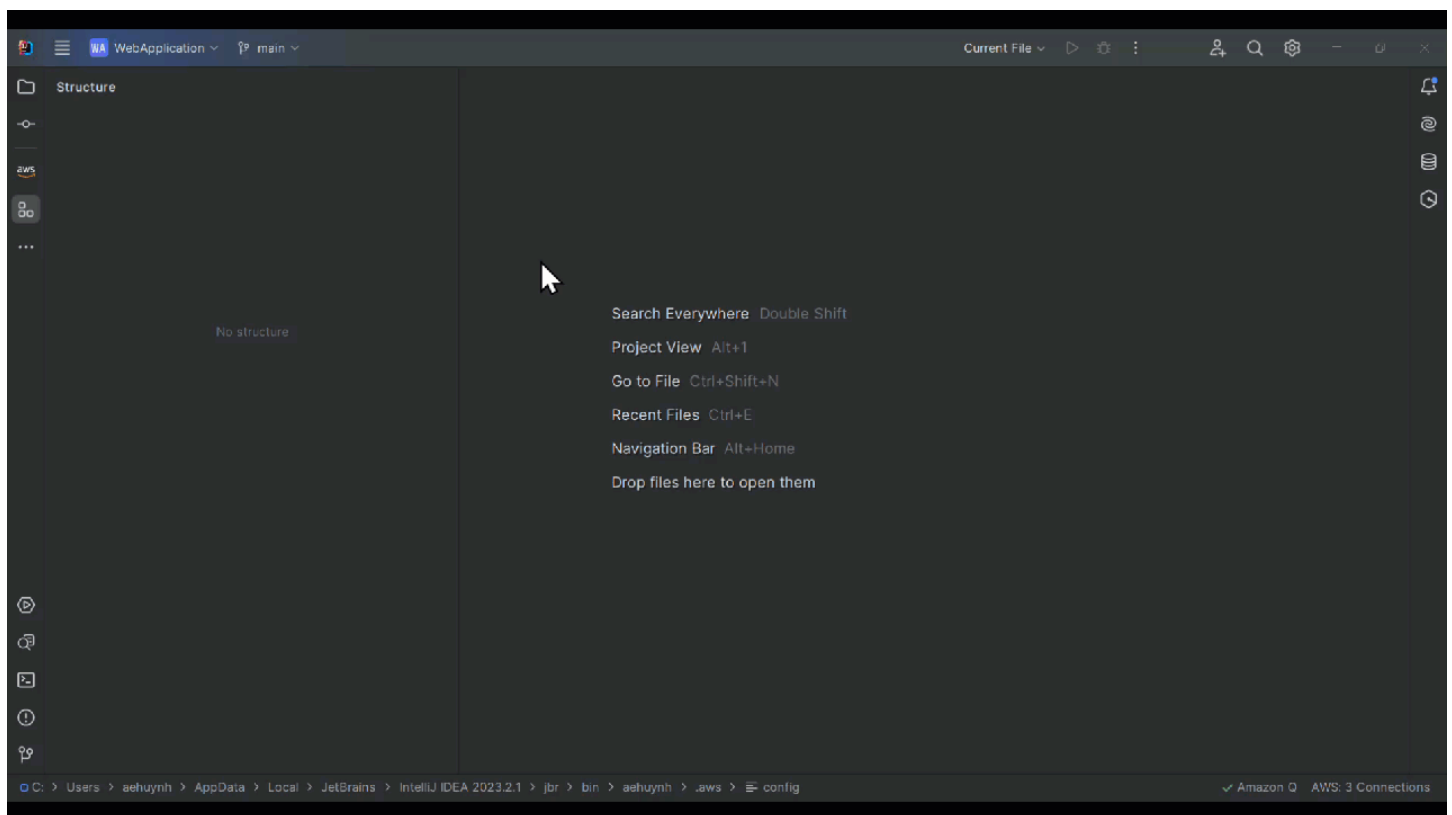 WA WebApplication main Current File
Structure
aws
No structure
Search Everywhere Double Shift
Project View Alt+1
Go to File Ctrl+Shift+N
Recent Files Ctrl+E
Navigation Bar Alt+Home
Drop files here to open them
C: > Users > aehuynh > AppData > Local > JetBrains > IntelliJ IDEA 2023.2.1 > jbr > bin > aehuynh > .aws > config Amazon Q AWS: 3 Connections